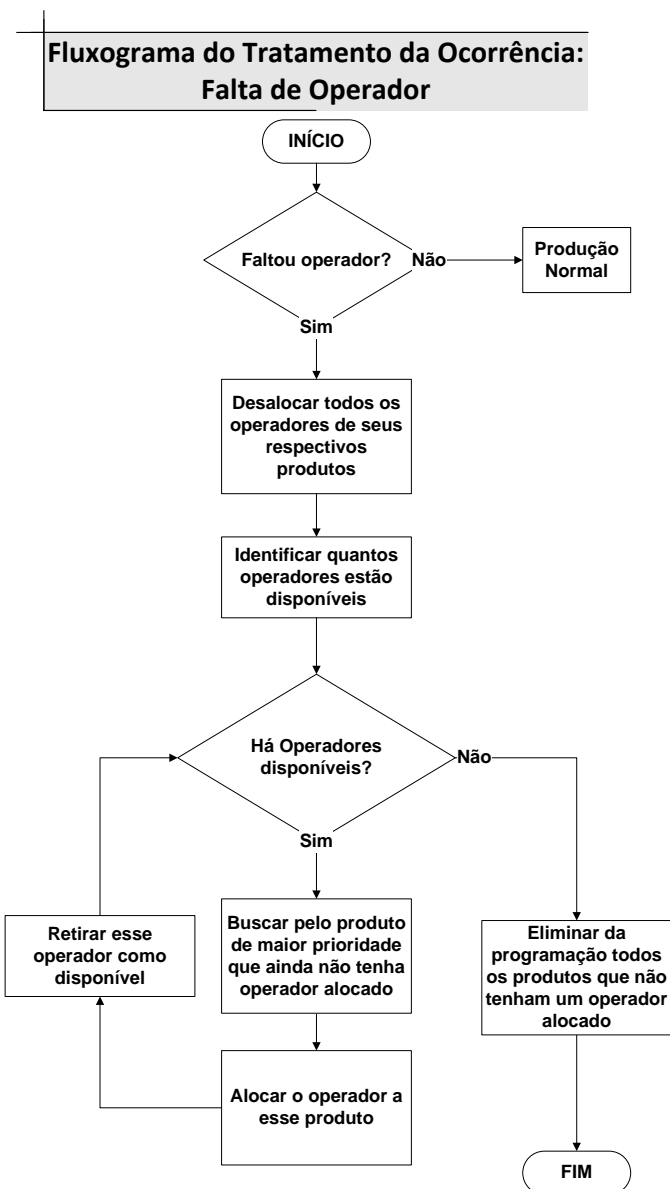 Fluxograma do Tratamento da Ocorrência:
Falta de Operador
INÍCIO
Faltou operador?
Não
Produção
Normal
Sim
Desalocar todos os
operadores de seus
respectivos
produtos
Identificar quantos
operadores estão
disponíveis
Há Operadores
disponíveis?
Não
Sim
Buscar pelo produto
de maior prioridade
que ainda não tenha
operador alocado
Retirar esse
operador como
disponível
Eliminar da
programação todos
os produtos que não
tenham um operador
alocado
Alocar o operador a
esse produto
FIM